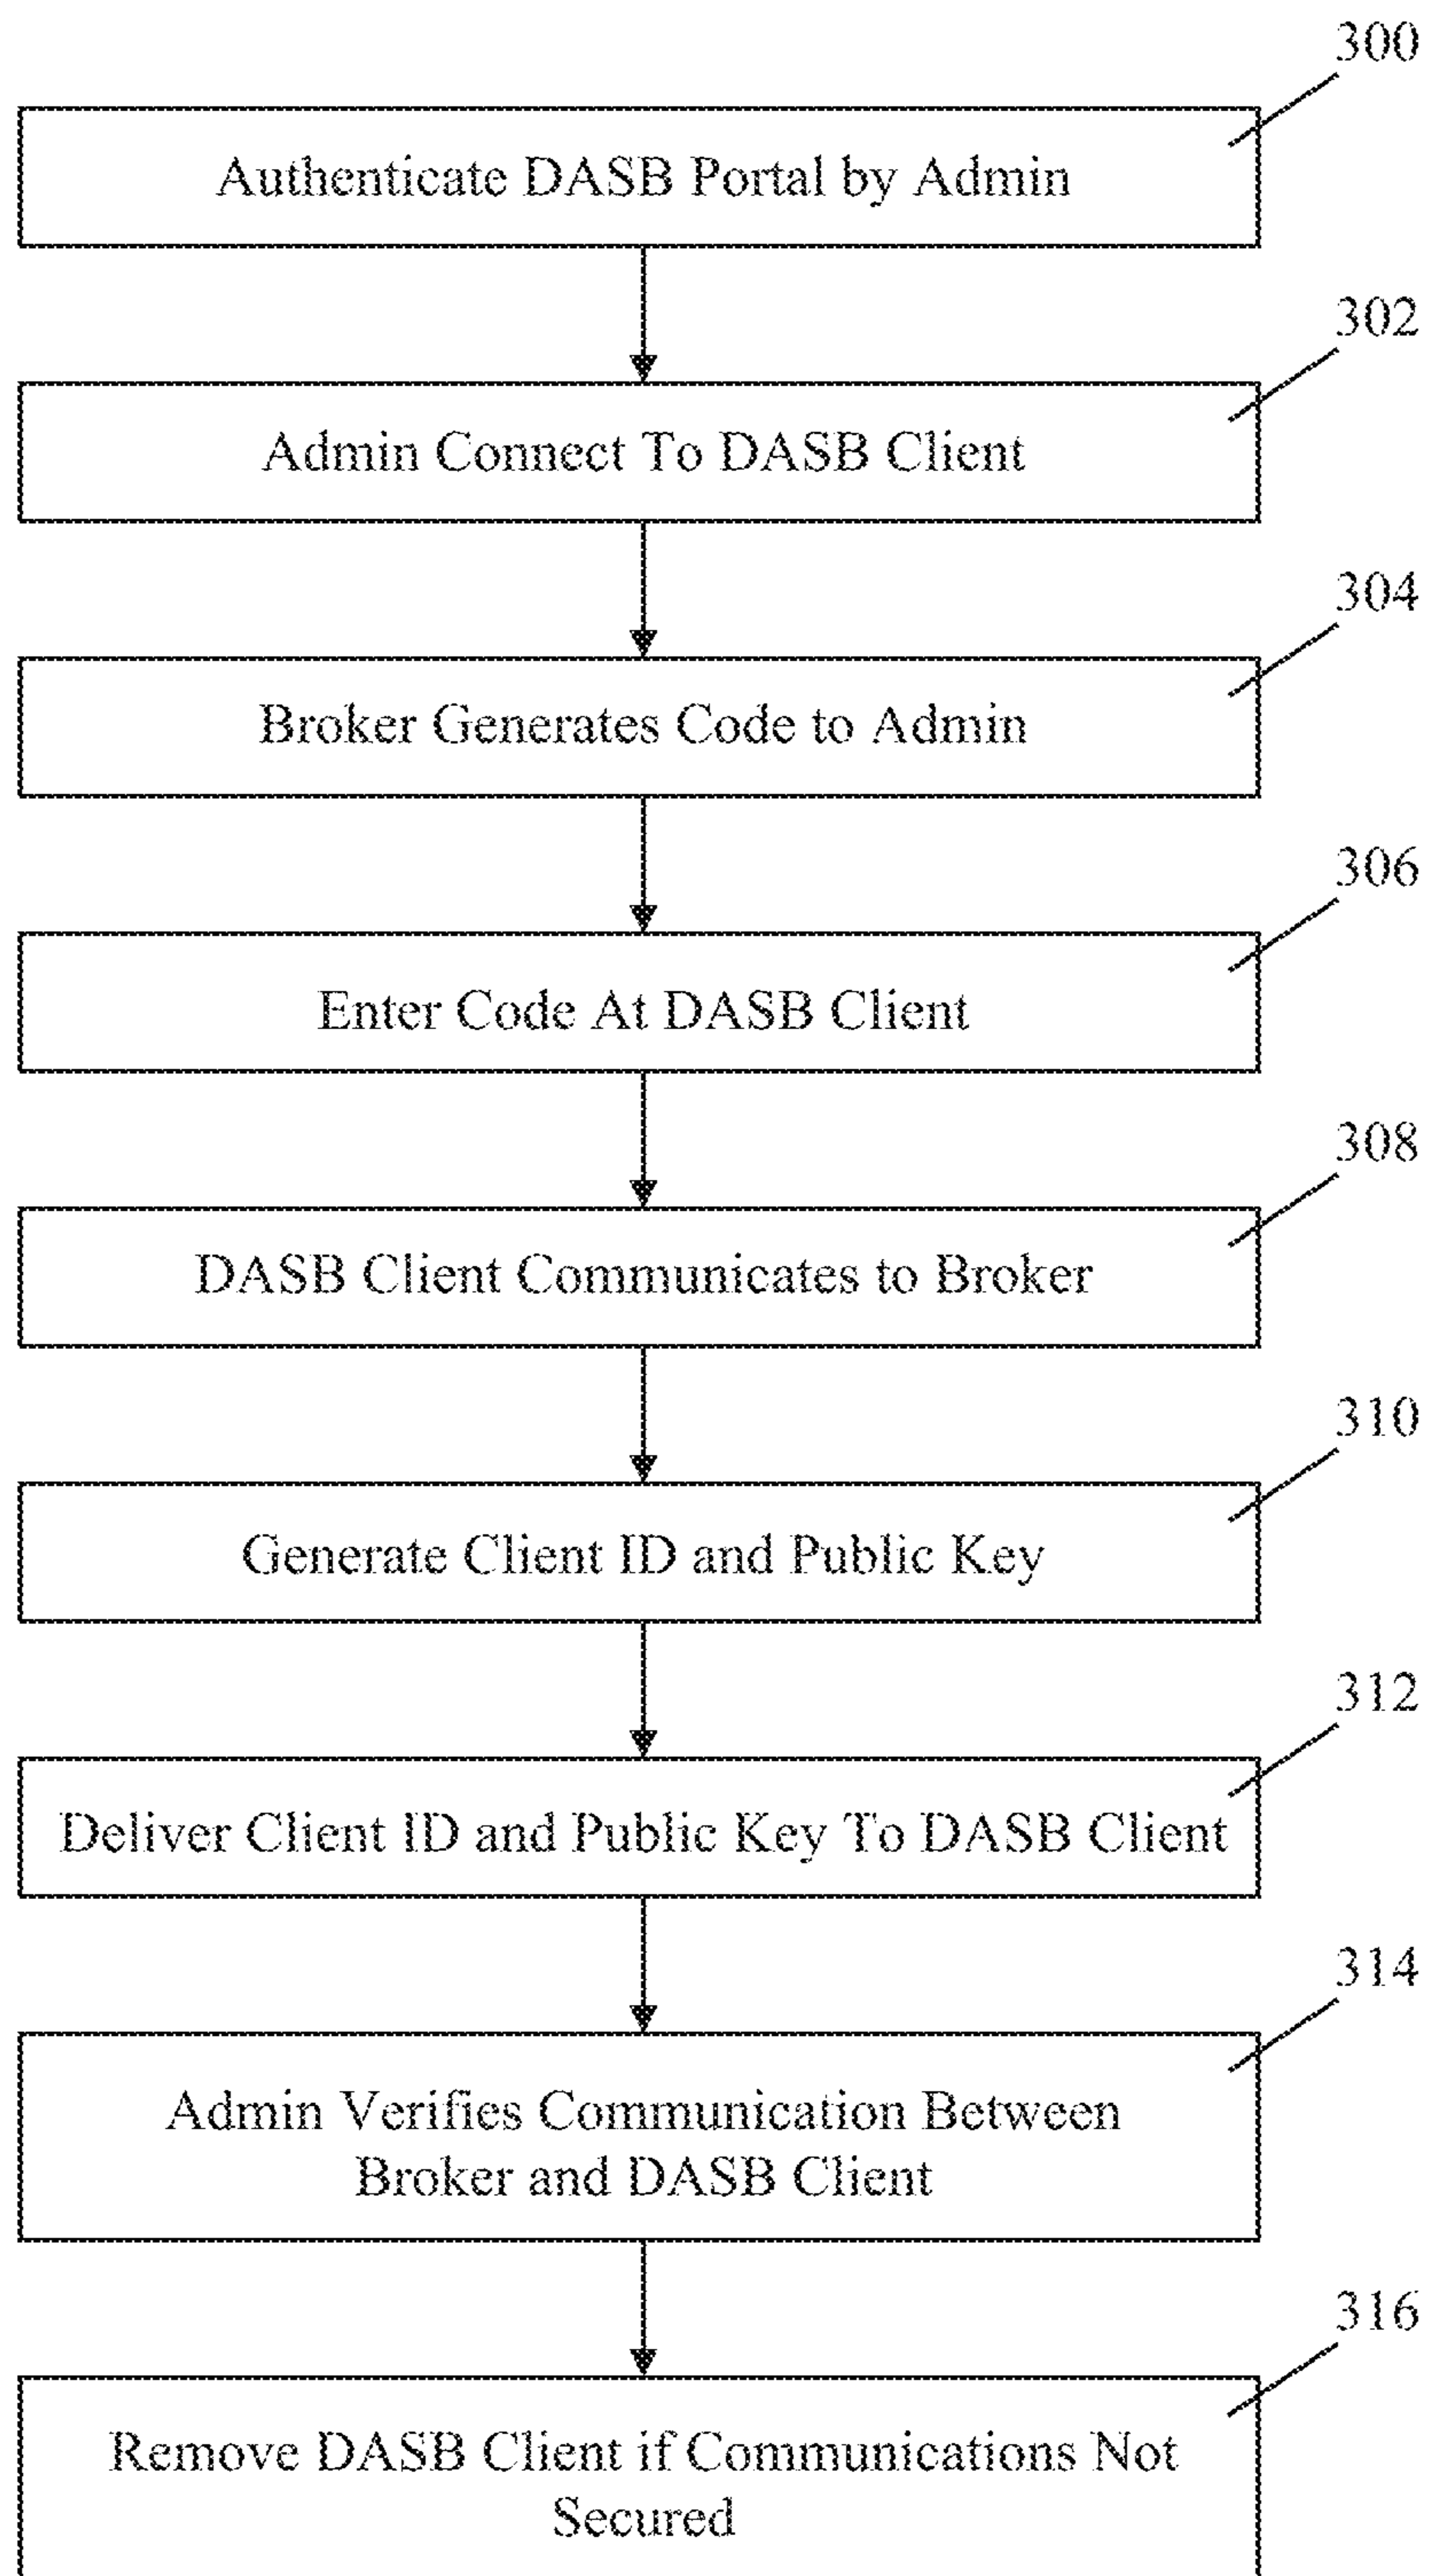 300
Authenticate DASB Portal by Admin
302
Admin Connect To DASB Client
304
Broker Generates Code to Admin
306
Enter Code At DASB Client
308
DASB Client Communicates to Broker
310
Generate Client ID and Public Key
312
Deliver Client ID and Public Key To DASB Client
314
Admin Verifies Communication Between
Broker and DASB Client
316
Remove DASB Client if Communications Not
Secured